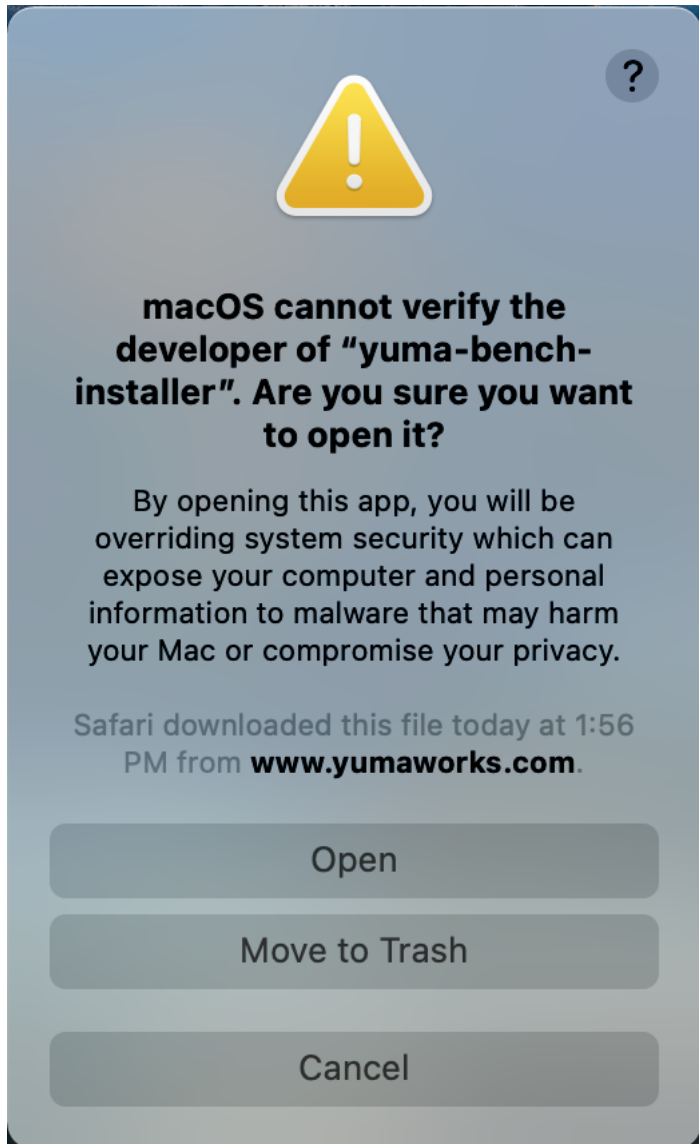 ?
macOS cannot verify the
developer of “yuma-bench-
installer”. Are you sure you want
to open it?
By opening this app, you will be
overriding system security which can
expose your computer and personal
information to malware that may harm
your Mac or compromise your privacy.
Safari downloaded this file today at 1:56
PM from www.yumaworks.com.
Open
Move to Trash
Cancel